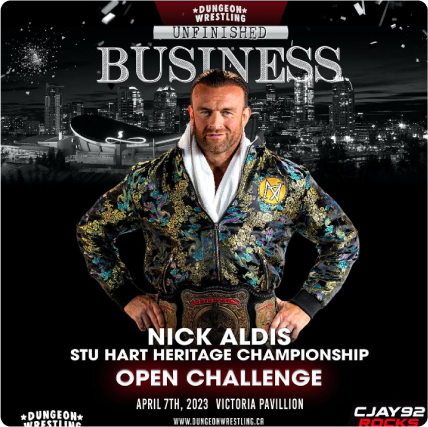 ★DUNGEON★
WRESTLING
UNFINISHED
BUSINESS
NICK ALDIS
STU HART HERITAGE CHAMPIONSHIP
OPEN CHALLENGE
APRIL 7TH, 2023 VICTORIA PAVILLION
★DUNGEON★
WRESTLING
WWW.DUNGEONWRESTLING.CA
CJAY92
ROCKS